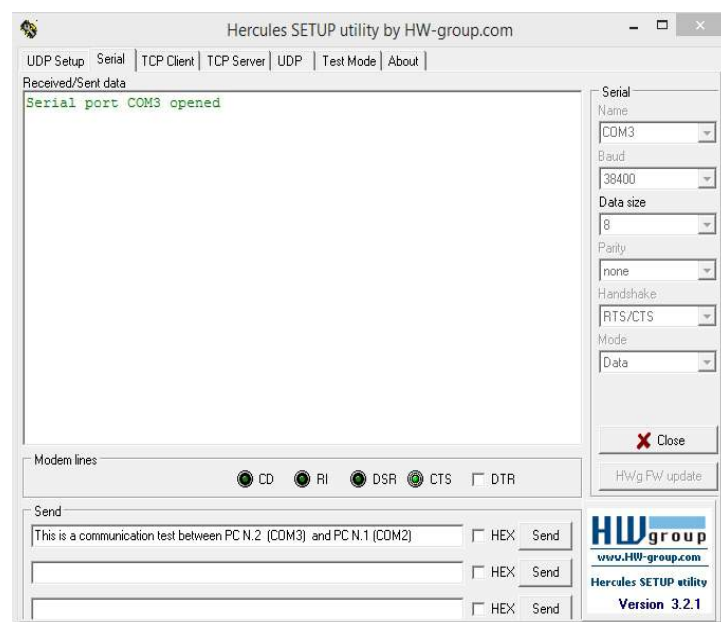 Hercules SETUP utility by HW-group.com
UDP Setup Serial TCP Client TCP Server UDP Test Mode About
Received/Sent data
Serial port COM3 opened
Serial
Name
COM3
Baud
38400
Data size
8
Parity
none
Handshake
RTS/CTS
Mode
Data
Close
HWg FW update
Modem lines
CD RI DSR CTS DTR
Send
This is a communication test between PC N.2 (COM3) and PC N.1 (COM2) HEX Send
HEX Send
HEX Send
HW group
www.HW-group.com
Hercules SETUP utility
Version 3.2.1